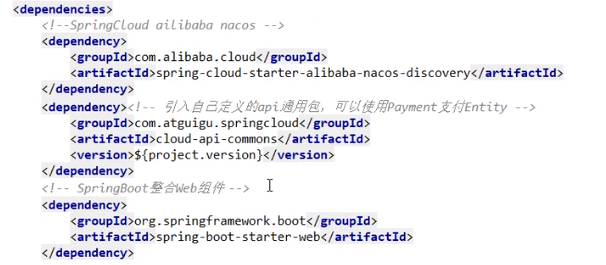 <dependencies>
<!--SpringCloud ailibaba nacos -->
<dependency>
<groupId>com.alibaba.cloud</groupId>
<artifactId>spring-cloud-starter-alibaba-nacos-discovery</artifactId>
</dependency>
<dependency><!-- 引入自己定义的api通用包，可以使用Payment支付Entity -->
<groupId>com.atguigu.springcloud</groupId>
<artifactId>cloud-api-commons</artifactId>
<version>${project.version}</version>
</dependency>
<!-- SpringBoot整合Web组件 -->
<dependency>
<groupId>org.springframework.boot</groupId>
<artifactId>spring-boot-starter-web</artifactId>
</dependency>